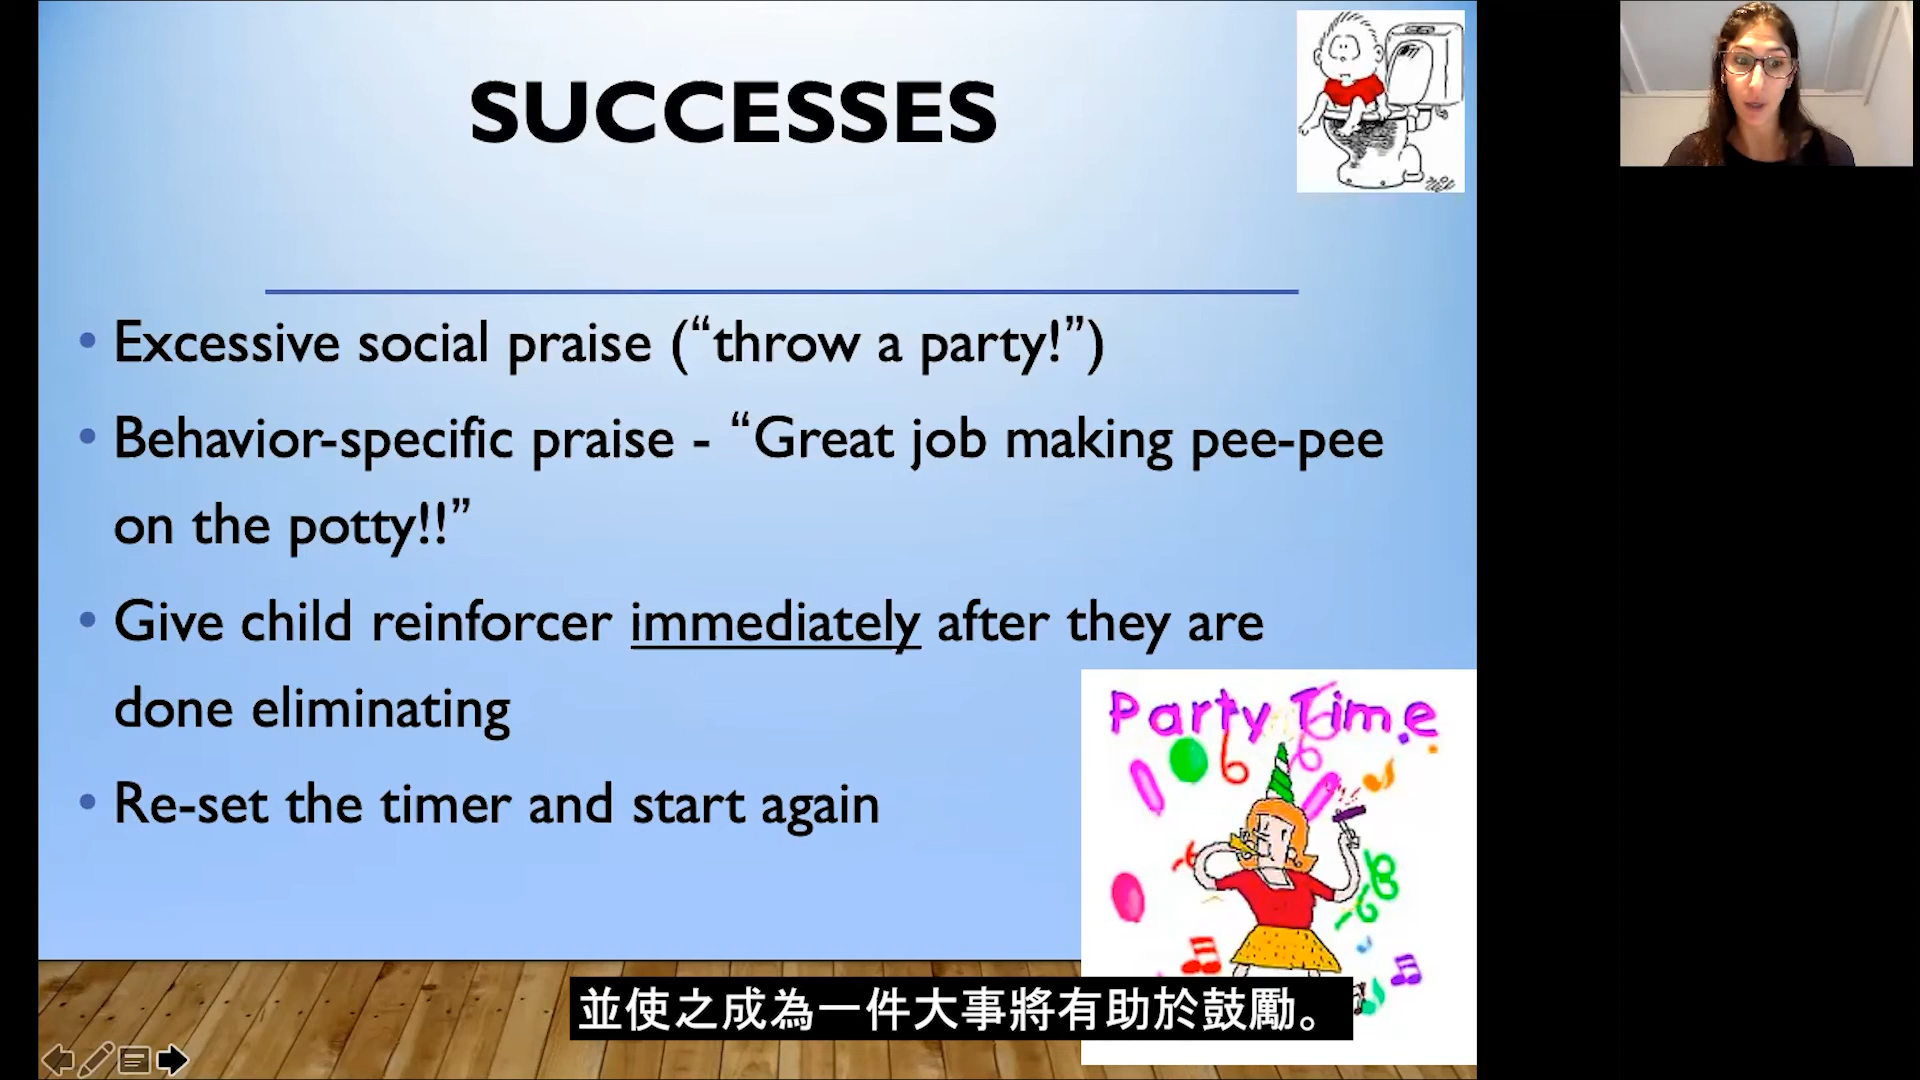 SUCCESSES
• Excessive social praise (“throw a party!”)
• Behavior-specific praise - “Great job making pee-pee
on the potty!!”
• Give child reinforcer immediately after they are
done eliminating
• Re-set the timer and start again
Party Time
並使之成為一件大事將有助於鼓勵。